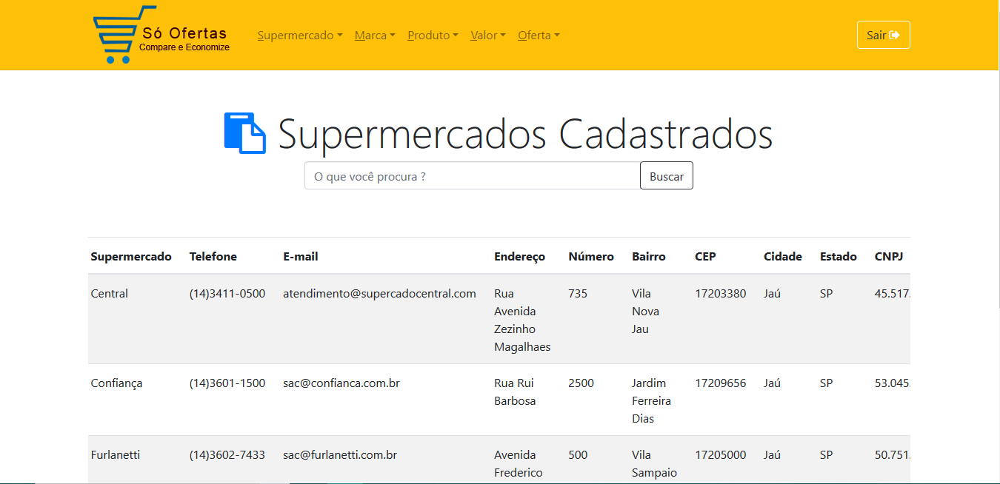 Só Ofertas
Compare e Economize
Supermercado Marca Produto Valor Oferta
Sair
Supermercados Cadastrados
O que você procura ? Buscar
Supermercado Telefone E-mail Endereço Número Bairro CEP Cidade Estado CNPJ
Central (14)3411-0500 atendimento@supercadocentral.com Rua 735 Vila 17203380 Jaú SP 45.517.
Avenida Nova
Zezinho Jau
Magalhaes
Confiança (14)3601-1500 sac@confianca.com.br Rua Rui 2500 Jardim 17209656 Jaú SP 53.045.
Barbosa Ferreira
Dias
Furlanetti (14)3602-7433 sac@furlanetti.com.br Avenida 500 Vila 17205000 Jaú SP 50.751.
Frederico Sampaio